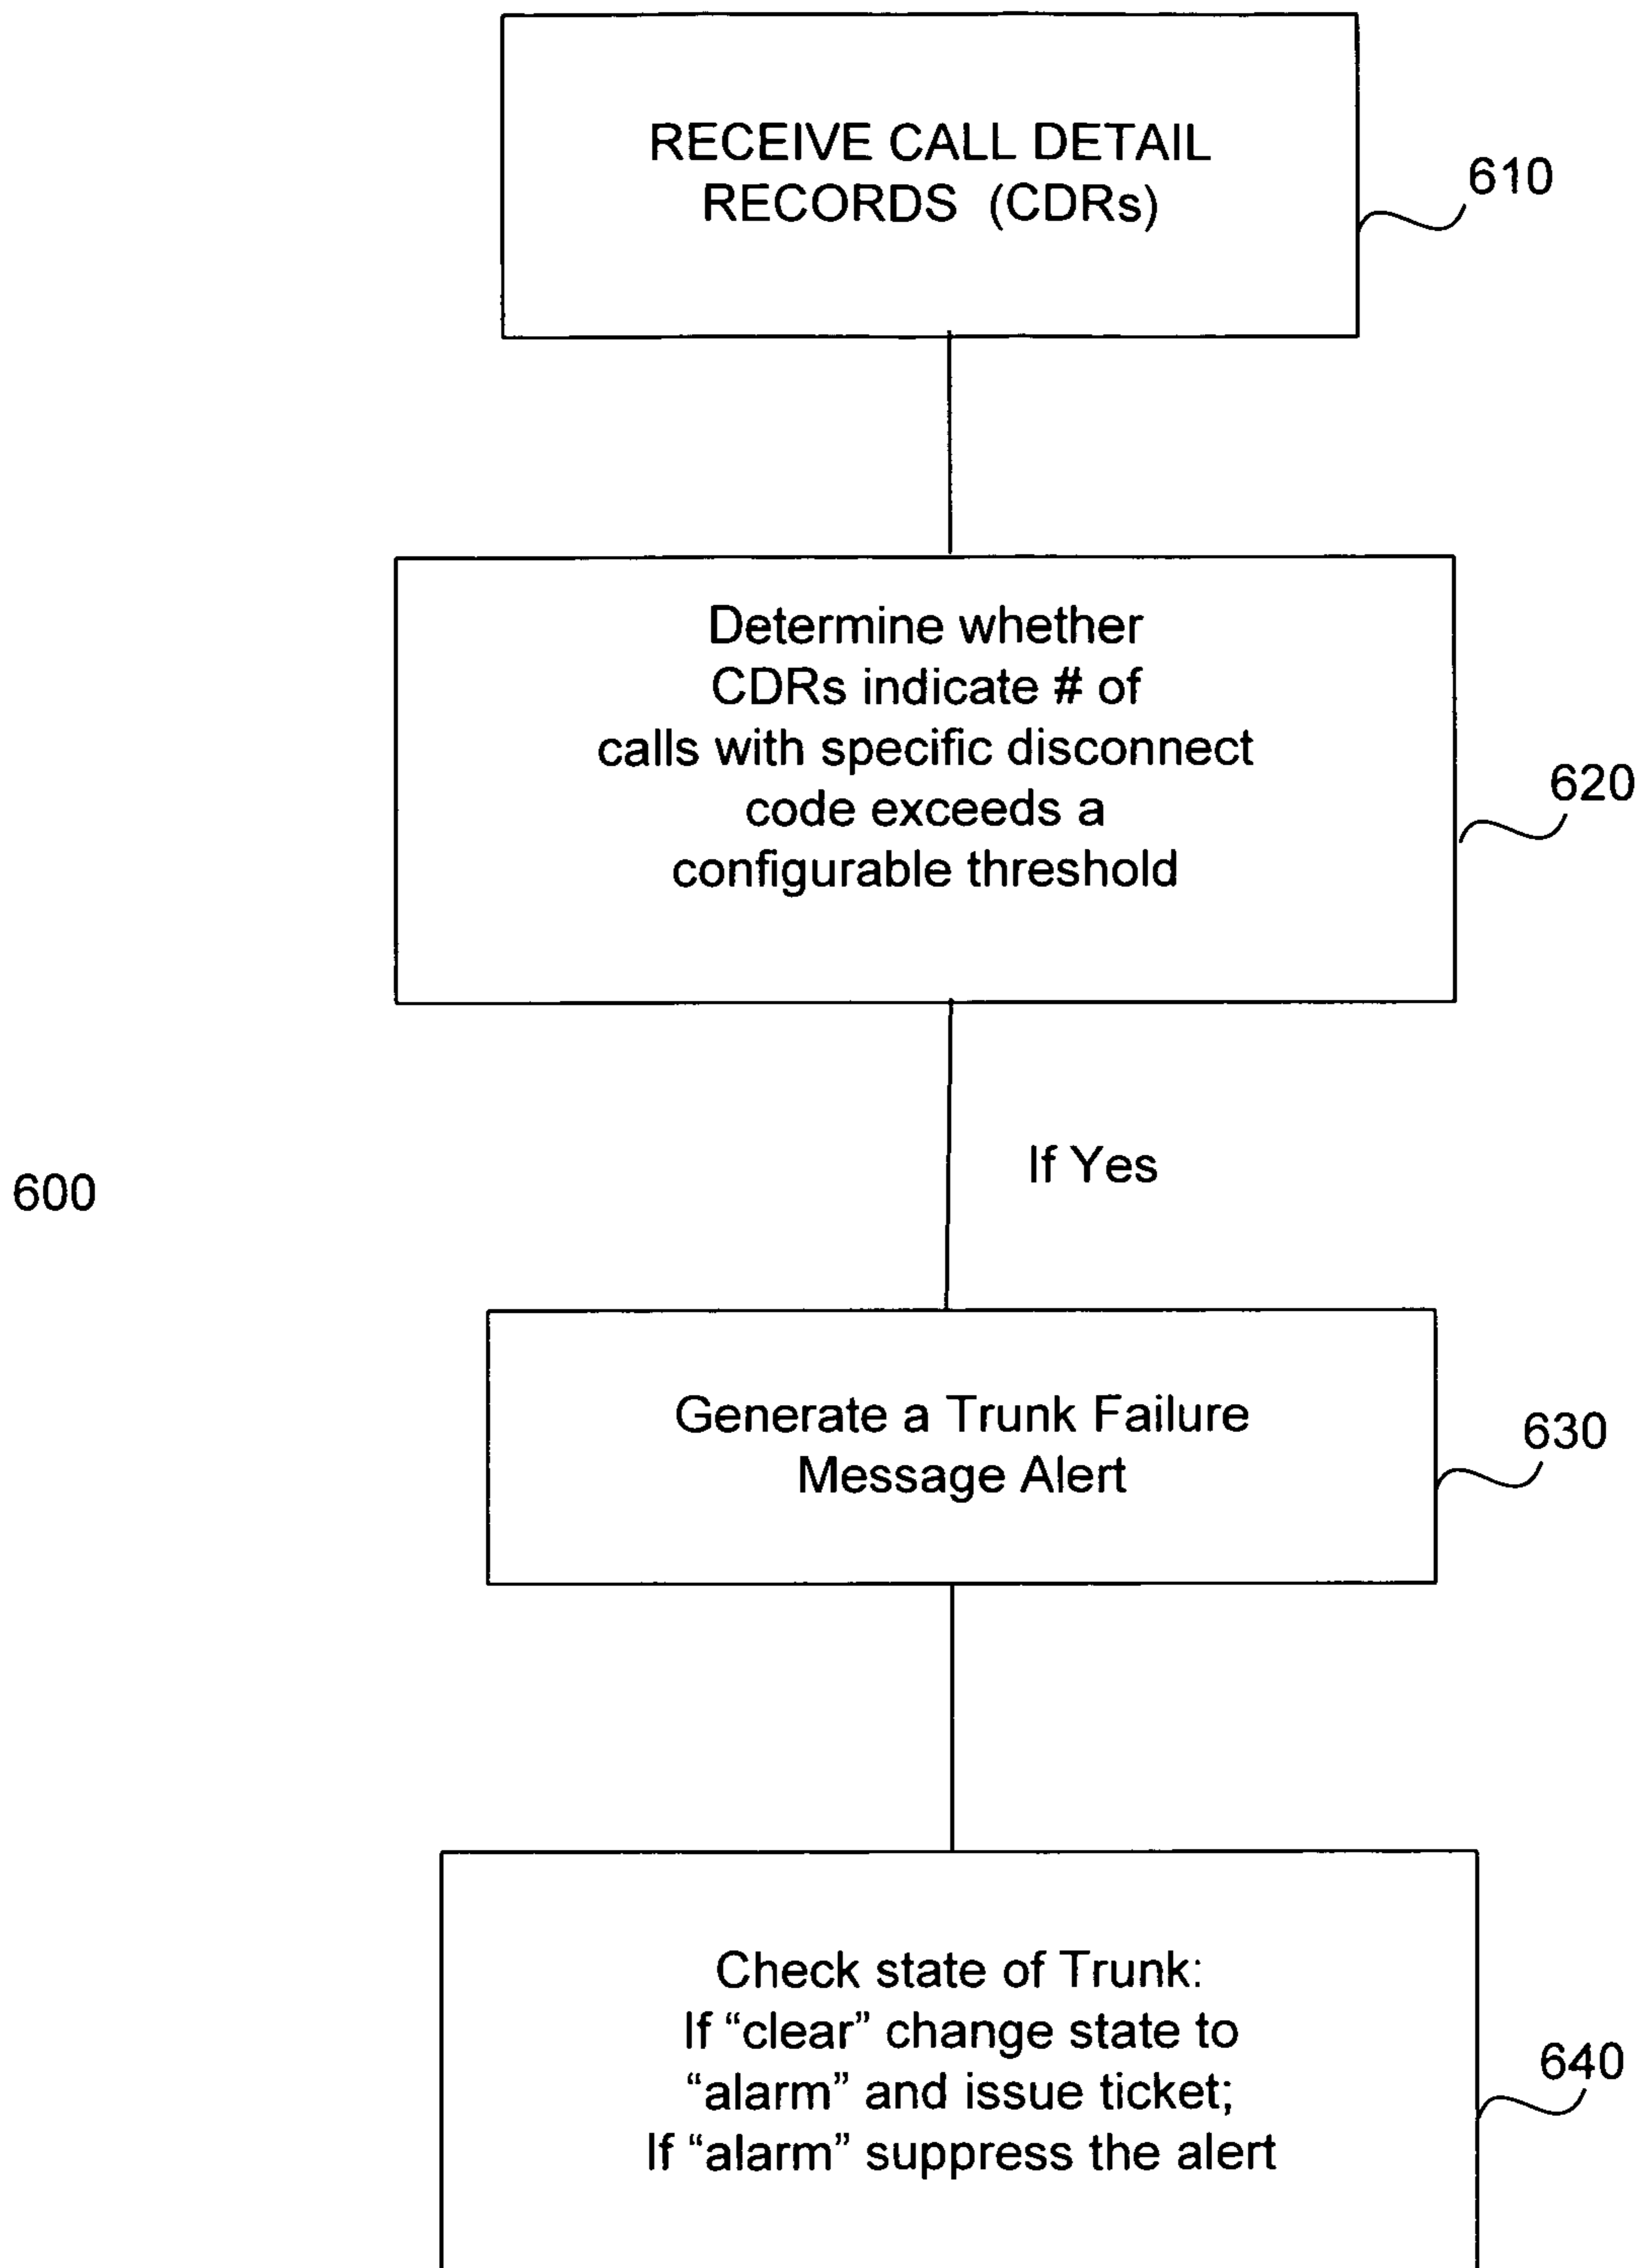 RECEIVE CALL DETAIL
RECORDS (CDRs)
610
Determine whether
CDRs indicate # of
calls with specific disconnect
code exceeds a
configurable threshold
620
If Yes
600
Generate a Trunk Failure
Message Alert
630
Check state of Trunk:
If “clear” change state to
“alarm” and issue ticket;
If “alarm” suppress the alert
640